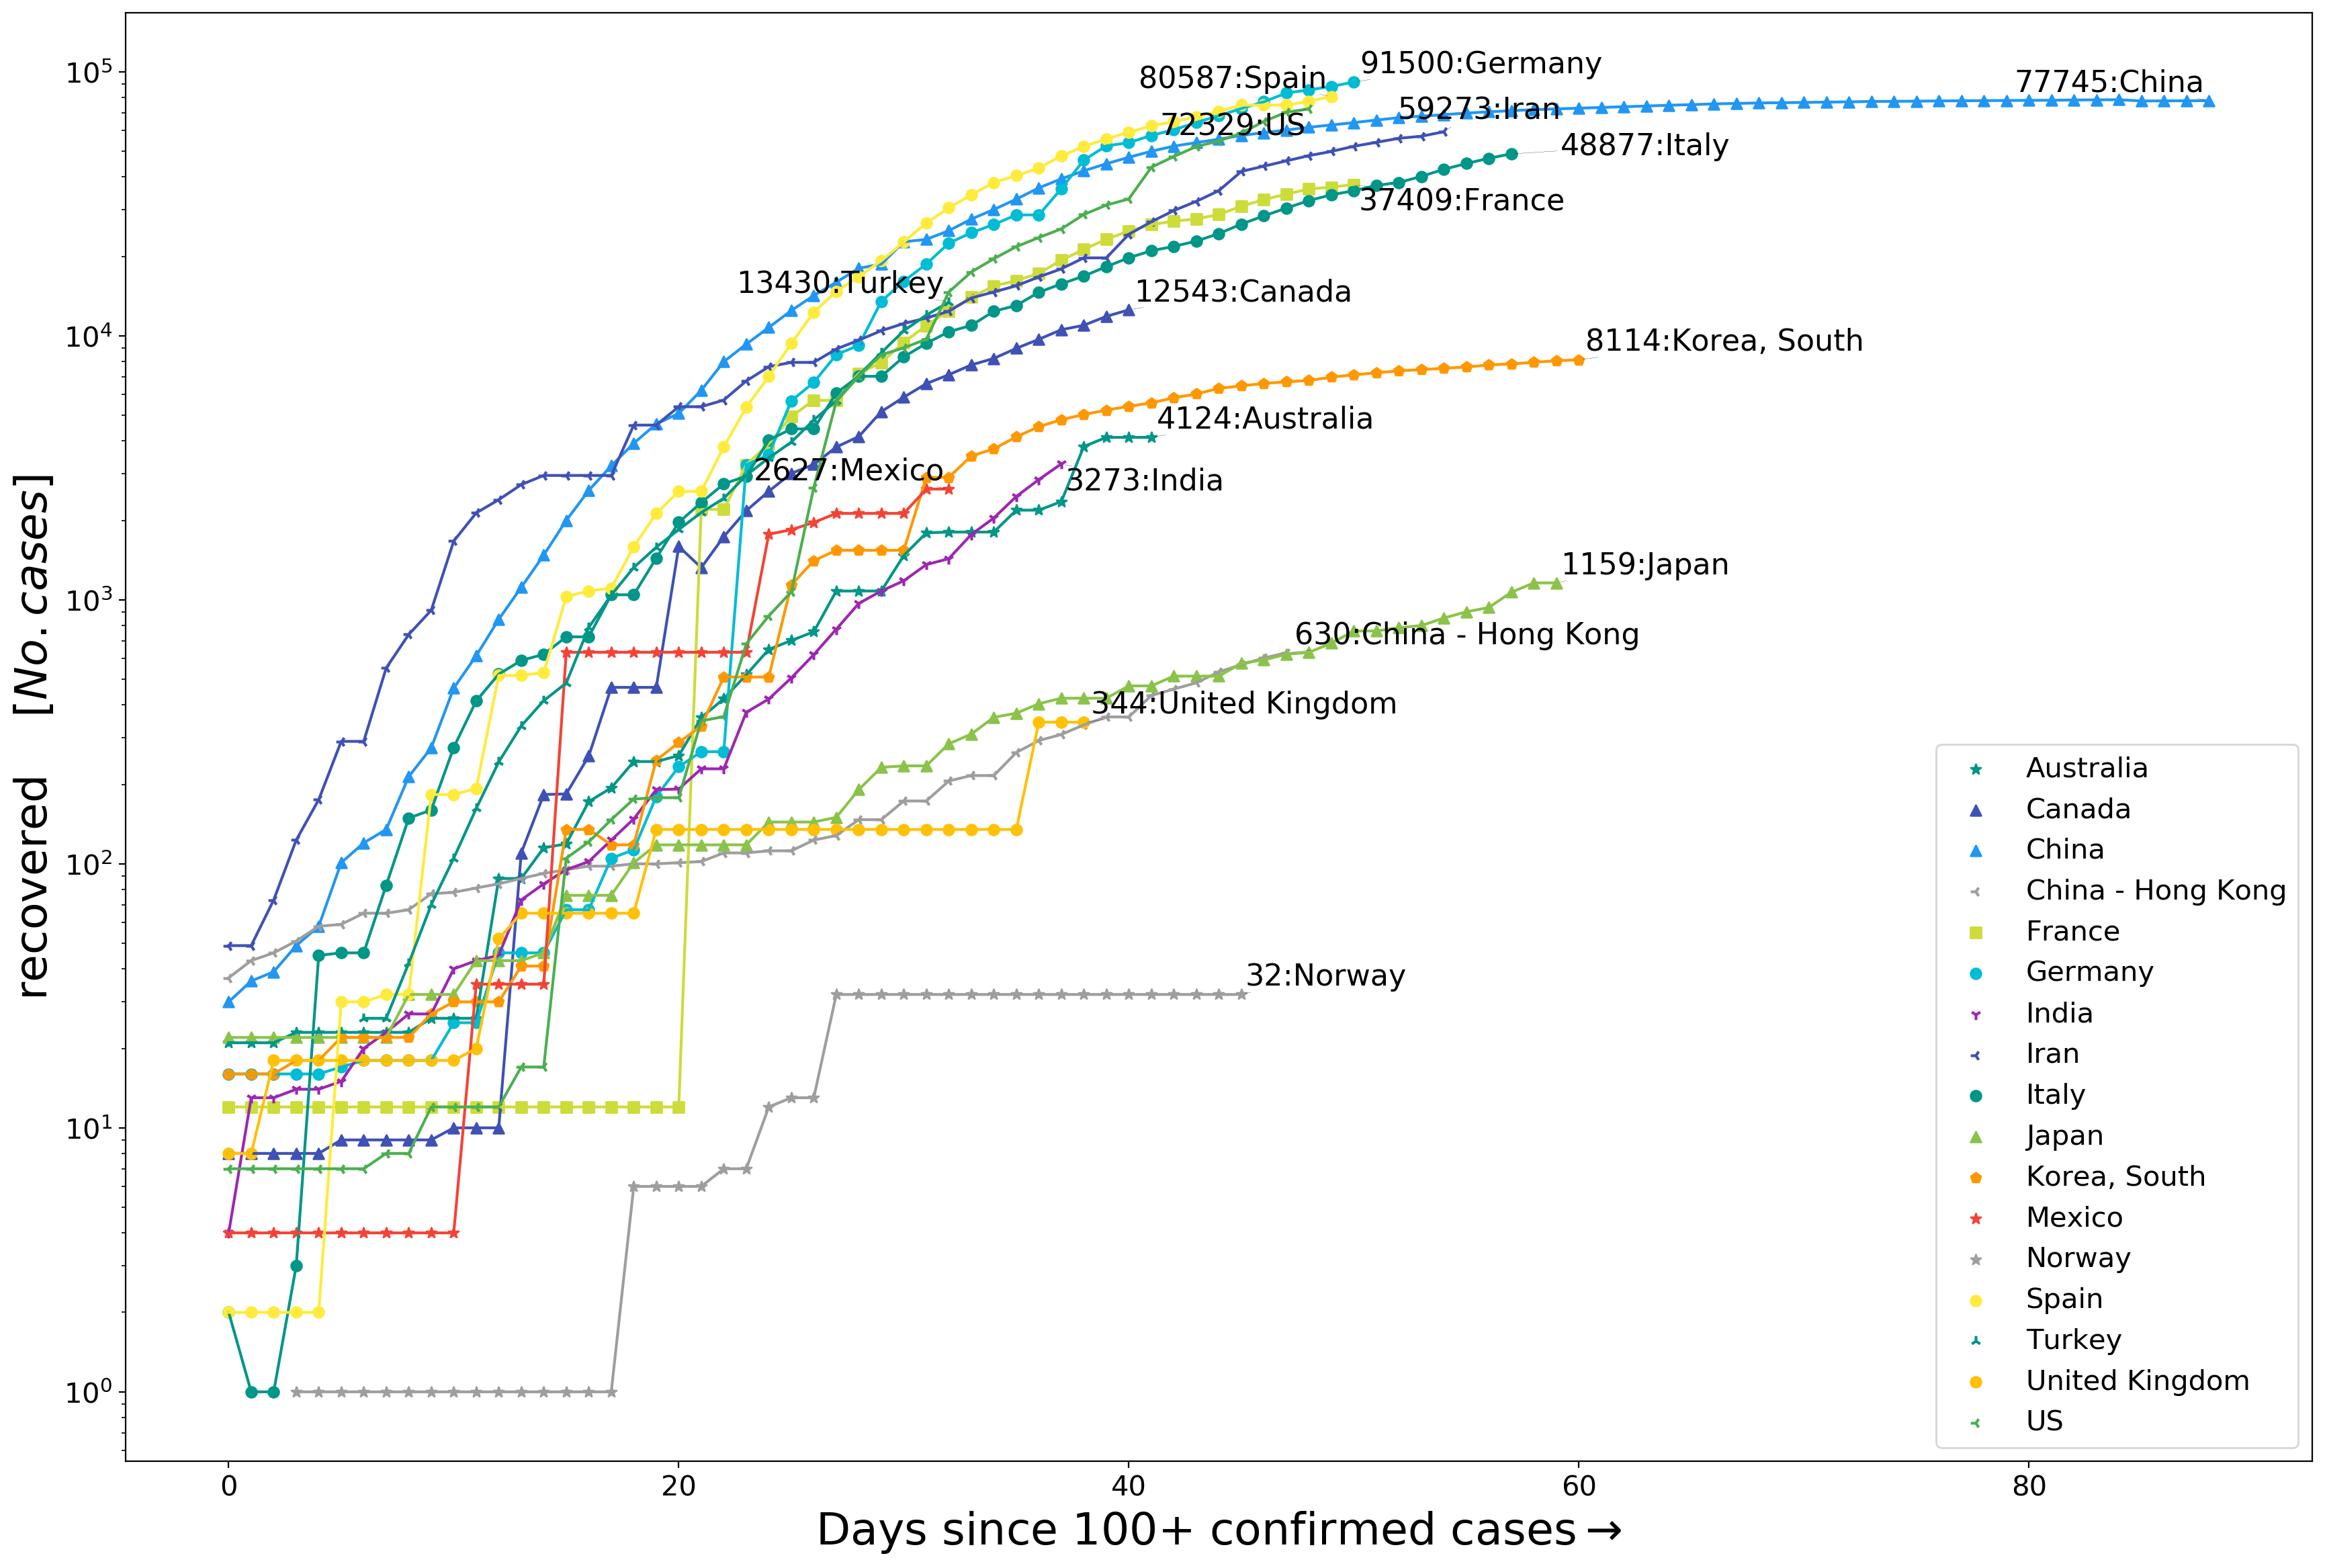 10^5
10^4
10^3
10^2
10^1
10^0
recovered [No. cases]
80587:Spain
91500:Germany
77745:China
72329:US
59273:Iran
48877:Italy
37409:France
13430:Turkey
12543:Canada
8114:Korea, South
4124:Australia
2627:Mexico
3273:India
1159:Japan
630:China - Hong Kong
344:United Kingdom
32:Norway
Australia
Canada
China
China - Hong Kong
France
Germany
India
Iran
Italy
Japan
Korea, South
Mexico
Norway
Spain
Turkey
United Kingdom
US
0 20 40 60 80
Days since 100+ confirmed cases→